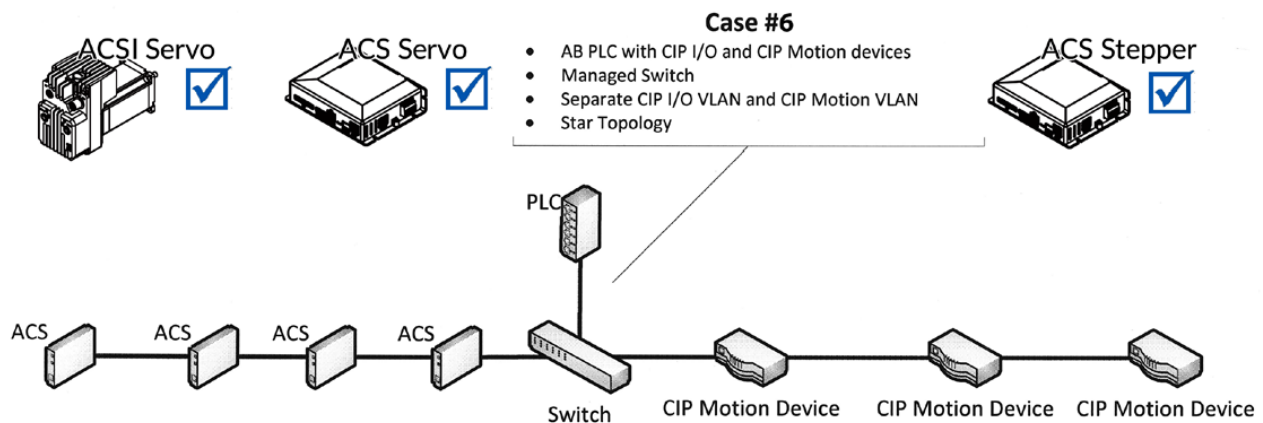 Case #6
ACSI Servo
ACS Servo
• AB PLC with CIP I/O and CIP Motion devices
• Managed Switch
• Separate CIP I/O VLAN and CIP Motion VLAN
• Star Topology
ACS Stepper
PLC
ACS
ACS
ACS
ACS
Switch
CIP Motion Device
CIP Motion Device
CIP Motion Device